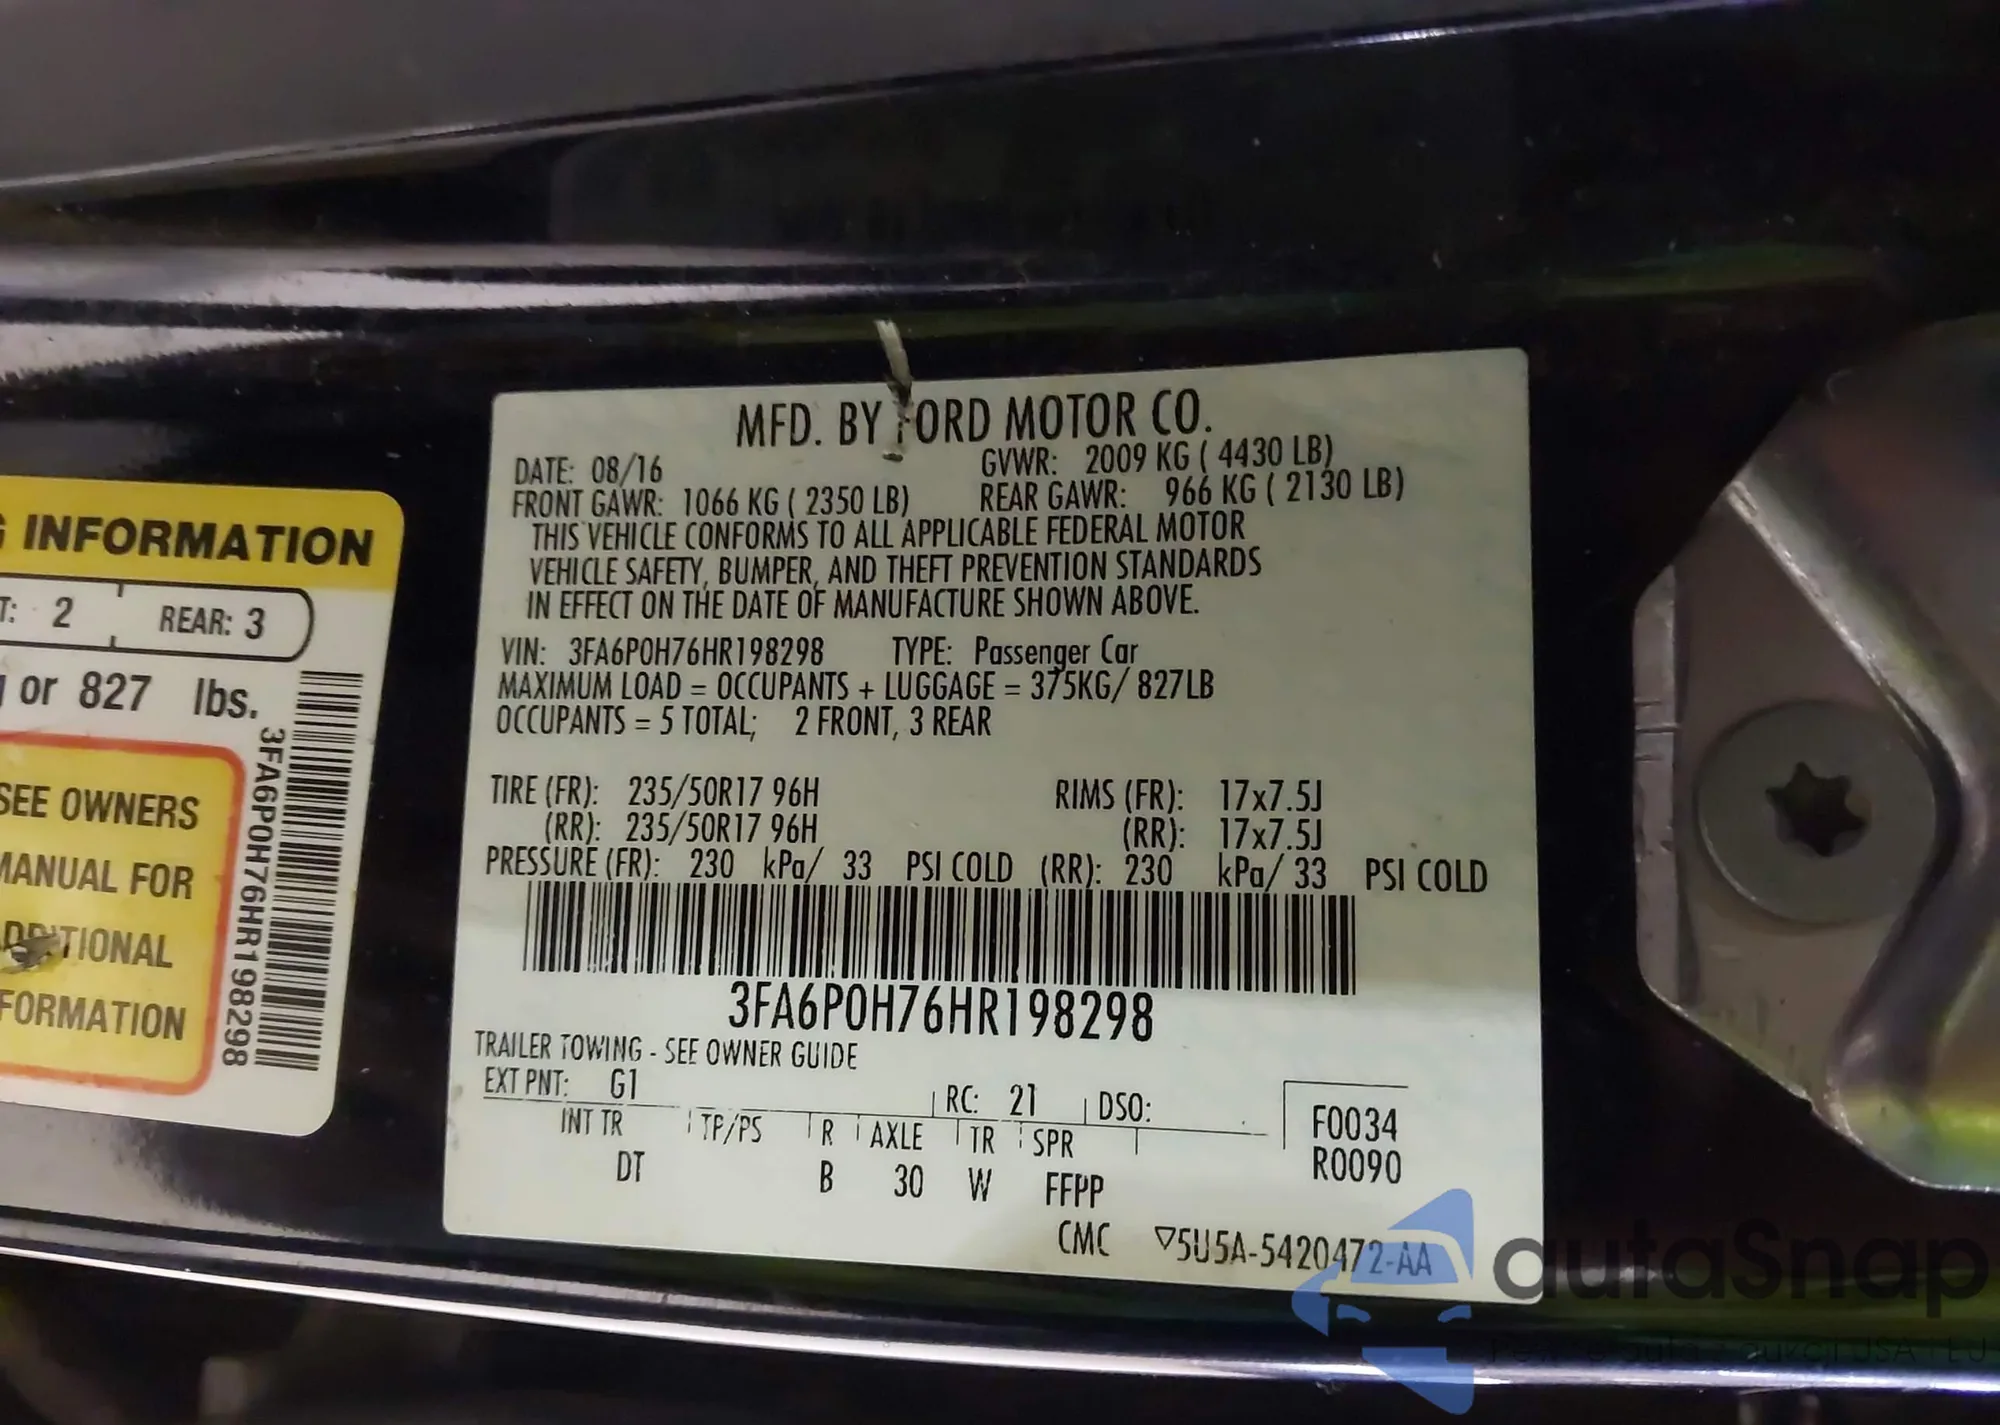 INFORMATION
2 REAR: 3
or 827 lbs.
SEE OWNERS
MANUAL FOR
ADDITIONAL
FORMATION
3FA6P0H76HR198298
MFD. BY FORD MOTOR CO.
DATE: 08/16 GVWR: 2009 KG ( 4430 LB)
FRONT GAWR: 1066 KG ( 2350 LB) REAR GAWR: 966 KG ( 2130 LB)
THIS VEHICLE CONFORMS TO ALL APPLICABLE FEDERAL MOTOR
VEHICLE SAFETY, BUMPER, AND THEFT PREVENTION STANDARDS
IN EFFECT ON THE DATE OF MANUFACTURE SHOWN ABOVE.
VIN: 3FA6P0H76HR198298 TYPE: Passenger Car
MAXIMUM LOAD = OCCUPANTS + LUGGAGE = 375KG/ 827LB
OCCUPANTS = 5 TOTAL; 2 FRONT, 3 REAR
TIRE (FR): 235/50R17 96H RIMS (FR): 17x7.5J
(RR): 235/50R17 96H (RR): 17x7.5J
PRESSURE (FR): 230 kPa/ 33 PSI COLD (RR): 230 kPa/ 33 PSI COLD
3FA6P0H76HR198298
TRAILER TOWING - SEE OWNER GUIDE
EXT PNT: G1 RC: 21 DSO: F0034
INT TR TP/PS R AXLE TR SPR R0090
DT B 30 W FFPP
CMC ▽5U5A-5420472-AA
autaSnap